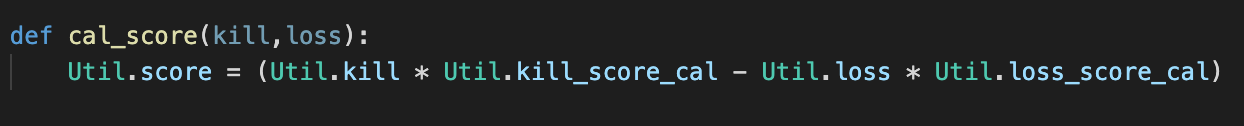 def cal_score(kill,loss):
Util.score = (Util.kill * Util.kill_score_cal - Util.loss * Util.loss_score_cal)